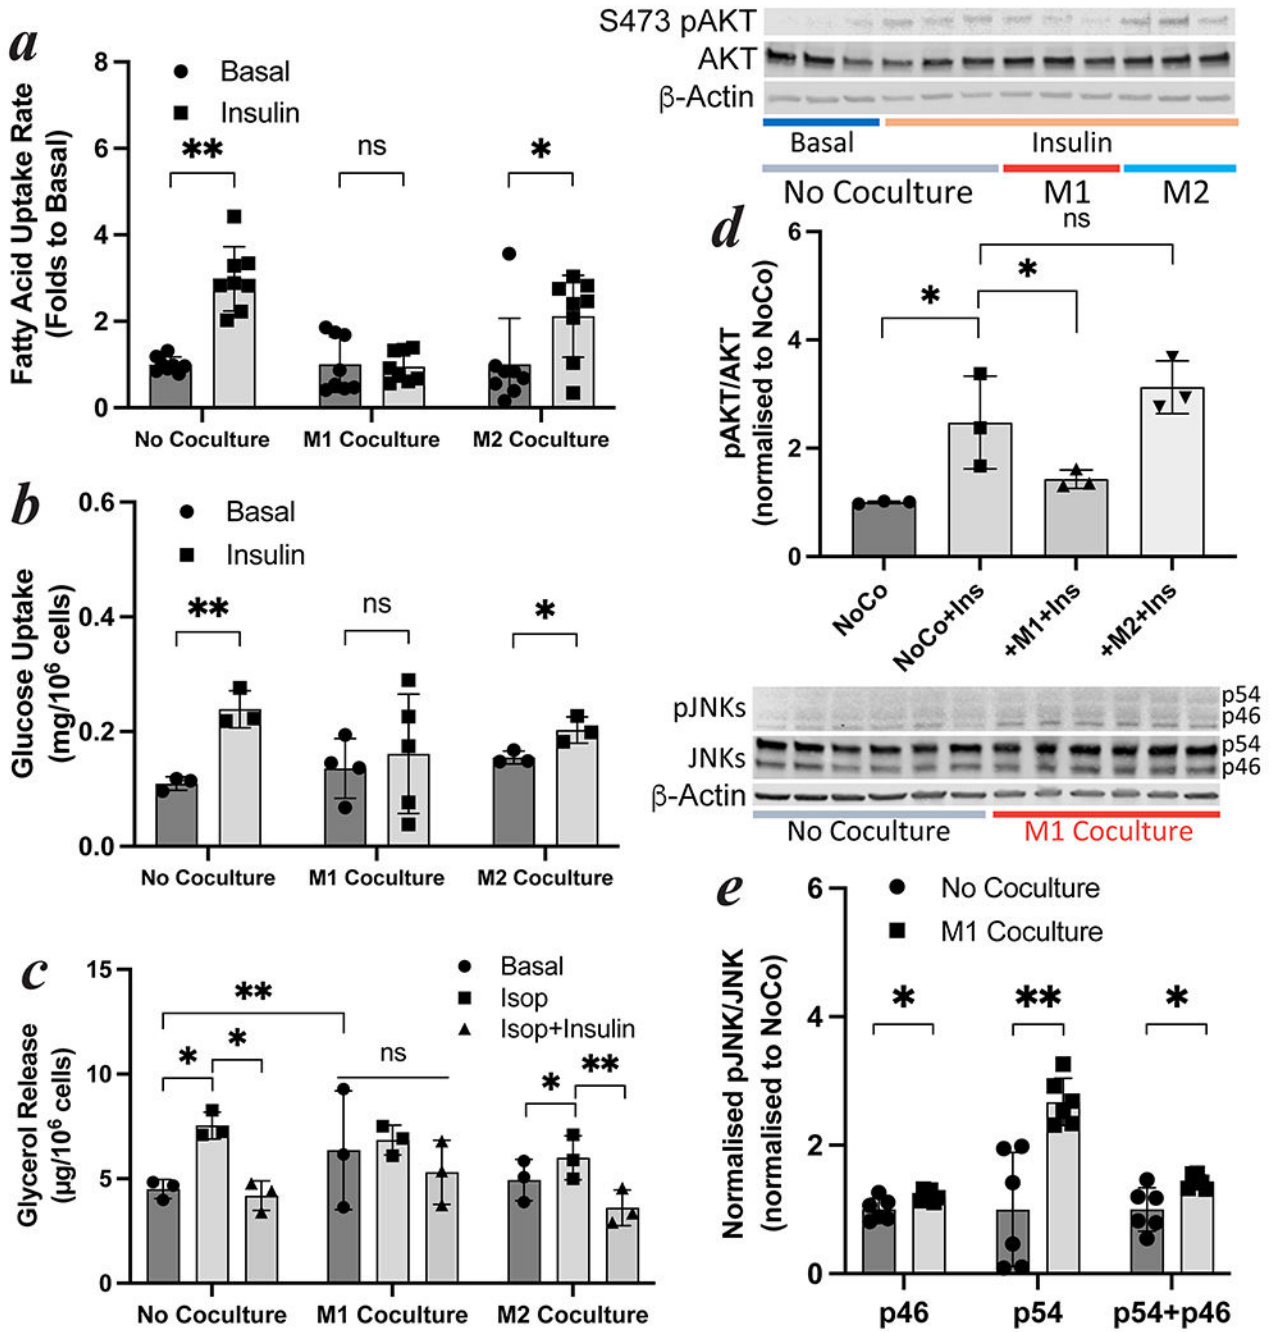 a
Fatty Acid Uptake Rate
(Folds to Basal)
8
6
4
2
0
Basal
Insulin
**
ns
*
No Coculture
M1 Coculture
M2 Coculture
b
Glucose Uptake
(mg/10⁶ cells)
0.6
0.4
0.2
0.0
Basal
Insulin
**
ns
*
No Coculture
M1 Coculture
M2 Coculture
c
Glycerol Release
(µg/10⁶ cells)
15
10
5
0
Basal
Isop
Isop+Insulin
**
*
*
ns
*
**
No Coculture
M1 Coculture
M2 Coculture
S473 pAKT
AKT
β-Actin
Basal
Insulin
No Coculture
M1
M2
d
pAKT/AKT
(normalised to NoCo)
6
4
2
0
ns
*
*
NoCo
NoCo+Ins
+M1+Ins
+M2+Ins
pJNKs
p54
p46
JNKs
p54
p46
β-Actin
No Coculture
M1 Coculture
e
Normalised pJNK/JNK
(normalised to NoCo)
6
4
2
0
No Coculture
M1 Coculture
*
**
*
p46
p54
p54+p46